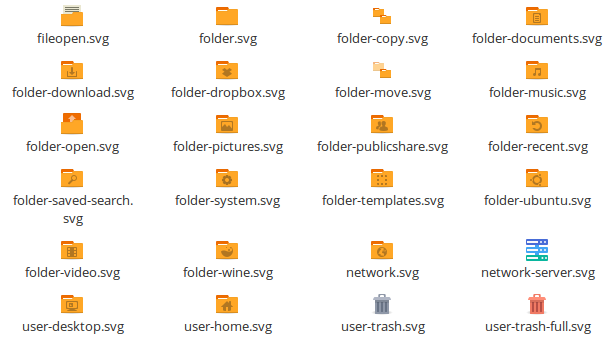 fileopen.svg
folder.svg
folder-copy.svg
folder-documents.svg
folder-download.svg
folder-dropbox.svg
folder-move.svg
folder-music.svg
folder-open.svg
folder-pictures.svg
folder-publicshare.svg
folder-recent.svg
folder-saved-search.
svg
folder-system.svg
folder-templates.svg
folder-ubuntu.svg
folder-video.svg
folder-wine.svg
network.svg
network-server.svg
user-desktop.svg
user-home.svg
user-trash.svg
user-trash-full.svg